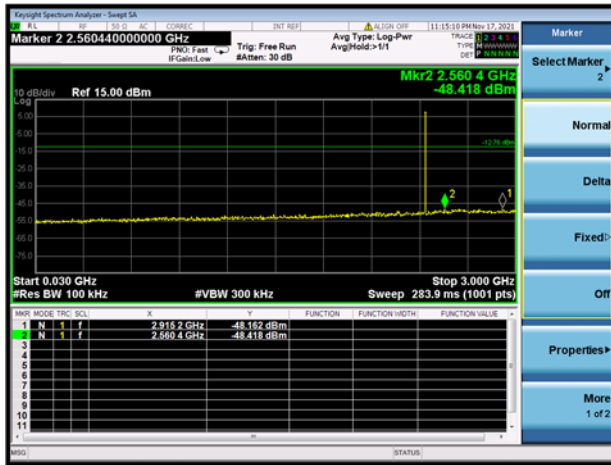 Keysight Spectrum Analyzer - Swept SA
RL RF 50 Ω AC CORREC INT REF ALIGN OFF 11:15:10 PM Nov 17, 2021
Marker 2 2.560440000000 GHz
PNO: Fast
IFGain:Low
Trig: Free Run
#Atten: 30 dB
Avg Type: Log-Pwr
Avg|Hold:>1/1
TRACE 1 2 3 4 5 6
TYPE M W W W W W
DET P N N N N N
Mkr2 2.560 4 GHz
-48.418 dBm
10 dB/div Ref 15.00 dBm
Log
5.00
-5.00
-12.76 dBm
-15.0
-25.0
-35.0
-45.0
2
1
-55.0
-65.0
-75.0
Start 0.030 GHz Stop 3.000 GHz
#Res BW 100 kHz #VBW 300 kHz Sweep 283.9 ms (1001 pts)
MKR MODE TRC SCL X Y FUNCTION FUNCTION WIDTH FUNCTION VALUE
1 N 1 f 2.915 2 GHz -48.162 dBm
2 N 1 f 2.560 4 GHz -48.418 dBm
3
4
5
6
7
8
9
10
11
MSG STATUS
Marker
Select Marker
2
Normal
Delta
Fixed
Off
Properties
More
1 of 2